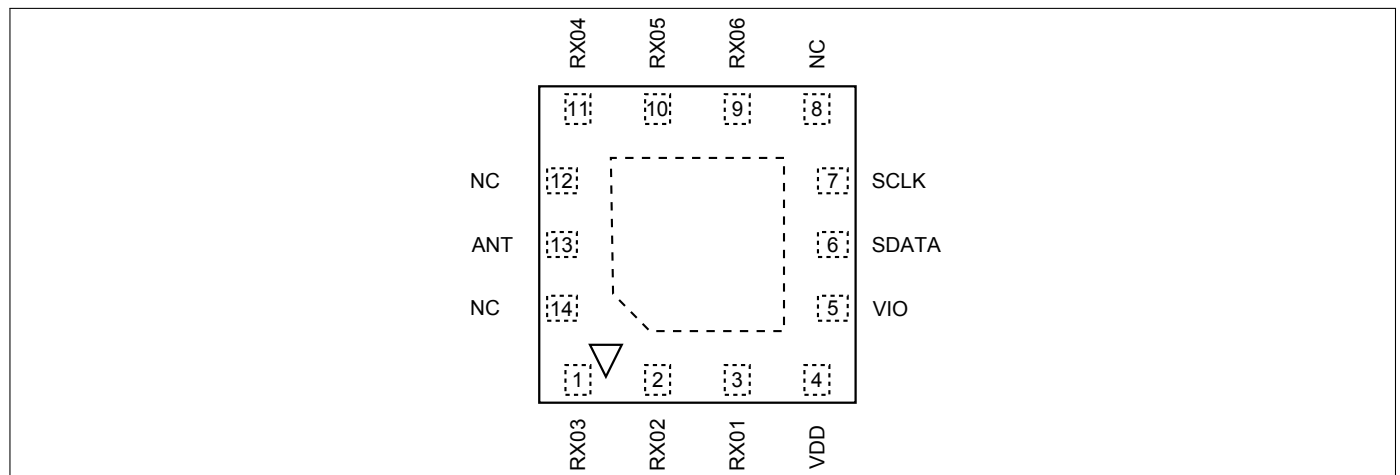 RX04 RX05 RX06 NC
11 10 9 8
NC 12 7 SCLK
ANT 13 6 SDATA
NC 14 5 VIO
1 2 3 4
RX03 RX02 RX01 VDD